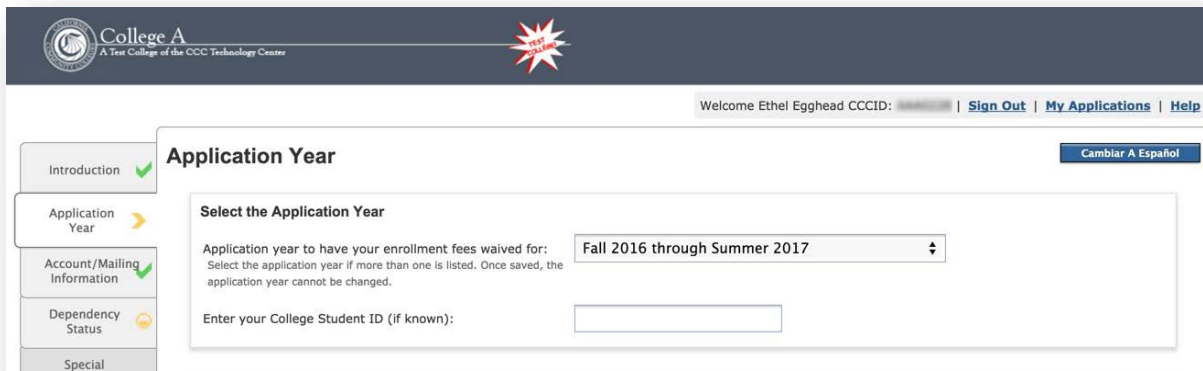 College A
A Test College of the CCC Technology Center
TEST
COLLEGE!
Welcome Ethel Egghead CCCID: | Sign Out | My Applications | Help
Introduction
Application Year
Cambiar A Español
Application
Year
Select the Application Year
Application year to have your enrollment fees waived for:
Fall 2016 through Summer 2017
Select the application year if more than one is listed. Once saved, the
application year cannot be changed.
Account/Mailing
Information
Dependency
Status
Enter your College Student ID (if known):
Special